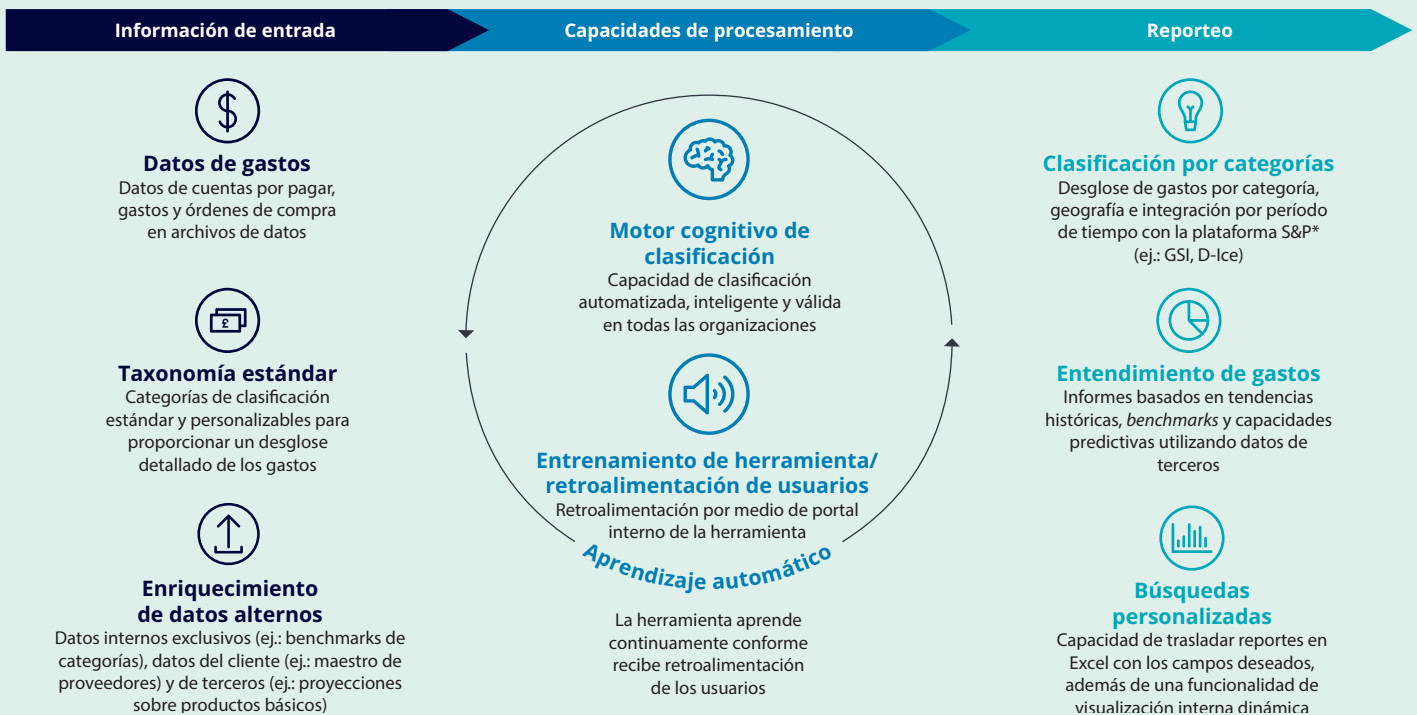 Información de entrada
Capacidades de procesamiento
Reporteo
$
Datos de gastos
Datos de cuentas por pagar,
gastos y órdenes de compra
en archivos de datos
£
Taxonomía estándar
Categorías de clasificación
estándar y personalizables para
proporcionar un desglose
detallado de los gastos
Enriquecimiento
de datos alternos
Datos internos exclusivos (ej.: benchmarks de
categorías), datos del cliente (ej.: maestro de
proveedores) y de terceros (ej.: proyecciones
sobre productos básicos)
Motor cognitivo de
clasificación
Capacidad de clasificación
automatizada, inteligente y válida
en todas las organizaciones
Entrenamiento de herramienta/
retroalimentación de usuarios
Retroalimentación por medio de portal
interno de la herramienta
Aprendizaje automático
La herramienta aprende
continuamente conforme
recibe retroalimentación
de los usuarios
Clasificación por categorías
Desglose de gastos por categoría,
geografía e integración por período
de tiempo con la plataforma S&P*
(ej.: GSI, D-Ice)
Entendimiento de gastos
Informes basados en tendencias
históricas, benchmarks y capacidades
predictivas utilizando datos de
terceros
Búsquedas
personalizadas
Capacidad de trasladar reportes en
Excel con los campos deseados,
además de una funcionalidad de
visualización interna dinámica